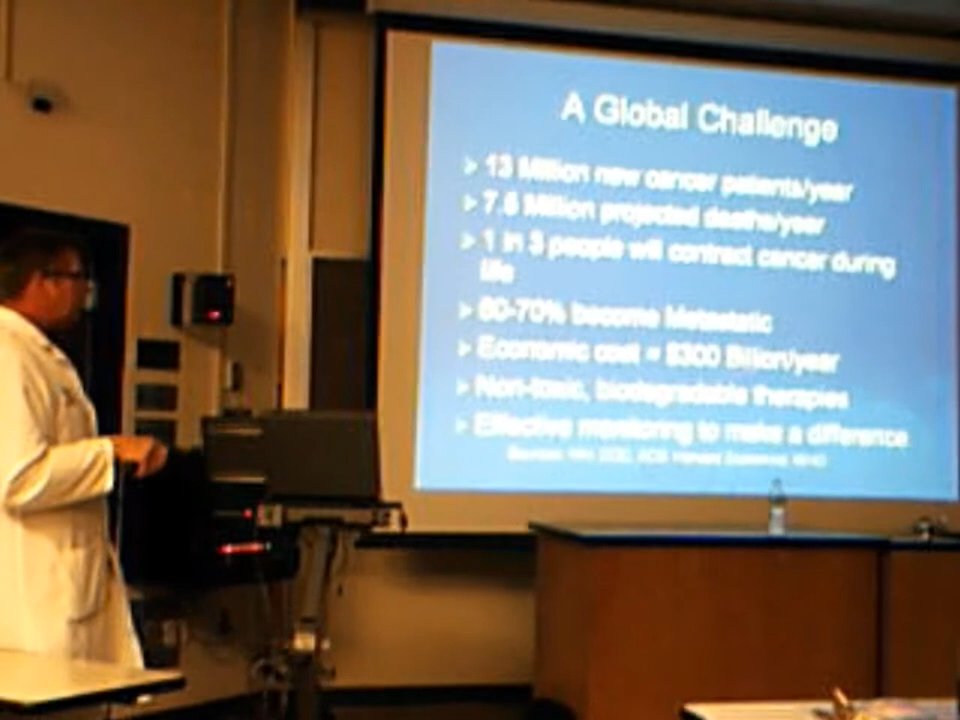 A Global Challenge
> 13 Million new cancer patients/year
> 7.6 Million projected deaths/year
> 1 in 3 people will contract cancer during
life
> 60-70% become Metastatic
> Economic cost = $300 Billion/year
> Non-toxic, biodegradable therapies
> Effective monitoring to make a difference